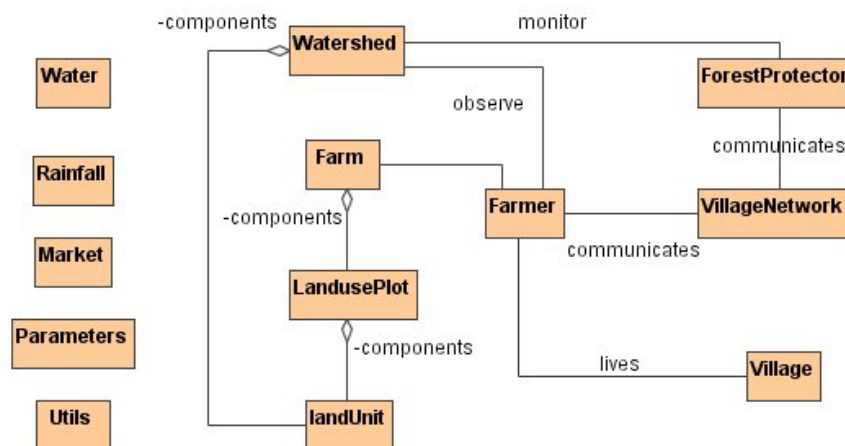 -components
Watershed
monitor
Water
ForestProtector
observe
communicates
Farm
Rainfall
-components
Farmer
VillageNetwork
communicates
Market
LandusePlot
Parameters
-components
lives
Village
Utils
landUnit